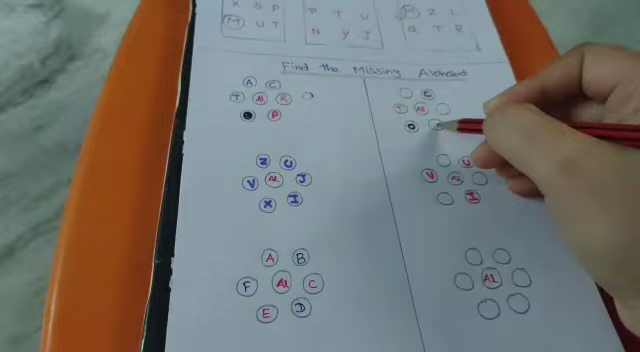 X S P
M U T
P T U
N Y J
Z L
Q T R
Find the Missing Alphabet
A C
T Al R
P
C
T Al
O
Z U
V Al J
X I
U
V Al
I
A B
F Al C
E D
Al